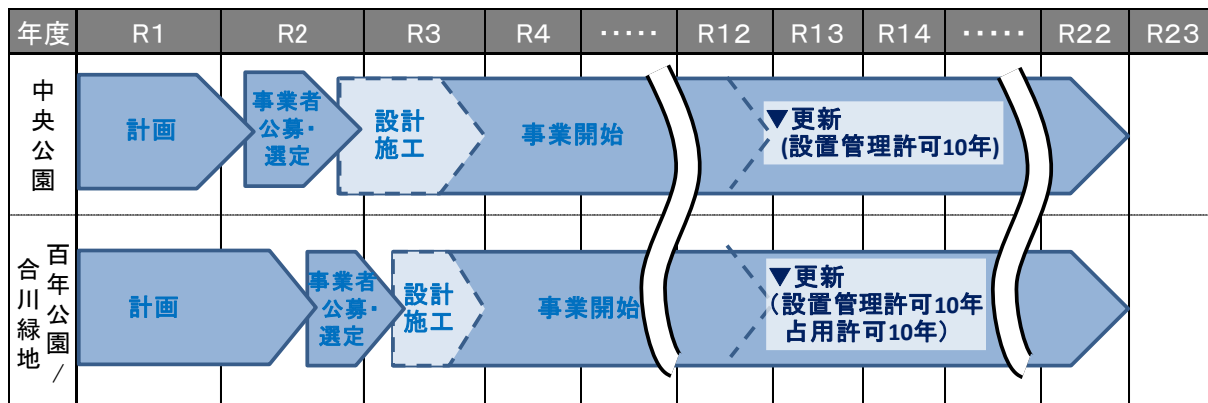 年度 R1 R2 R3 R4 ・・・・・ R12 R13 R14 ・・・・・ R22 R23
中央公園
計画
事業者
公募・
選定
設計
施工
事業開始
▼更新
(設置管理許可10年)
百年公園/
合川緑地
計画
事業者
公募・
選定
設計
施工
事業開始
▼更新
(設置管理許可10年
占用許可10年)